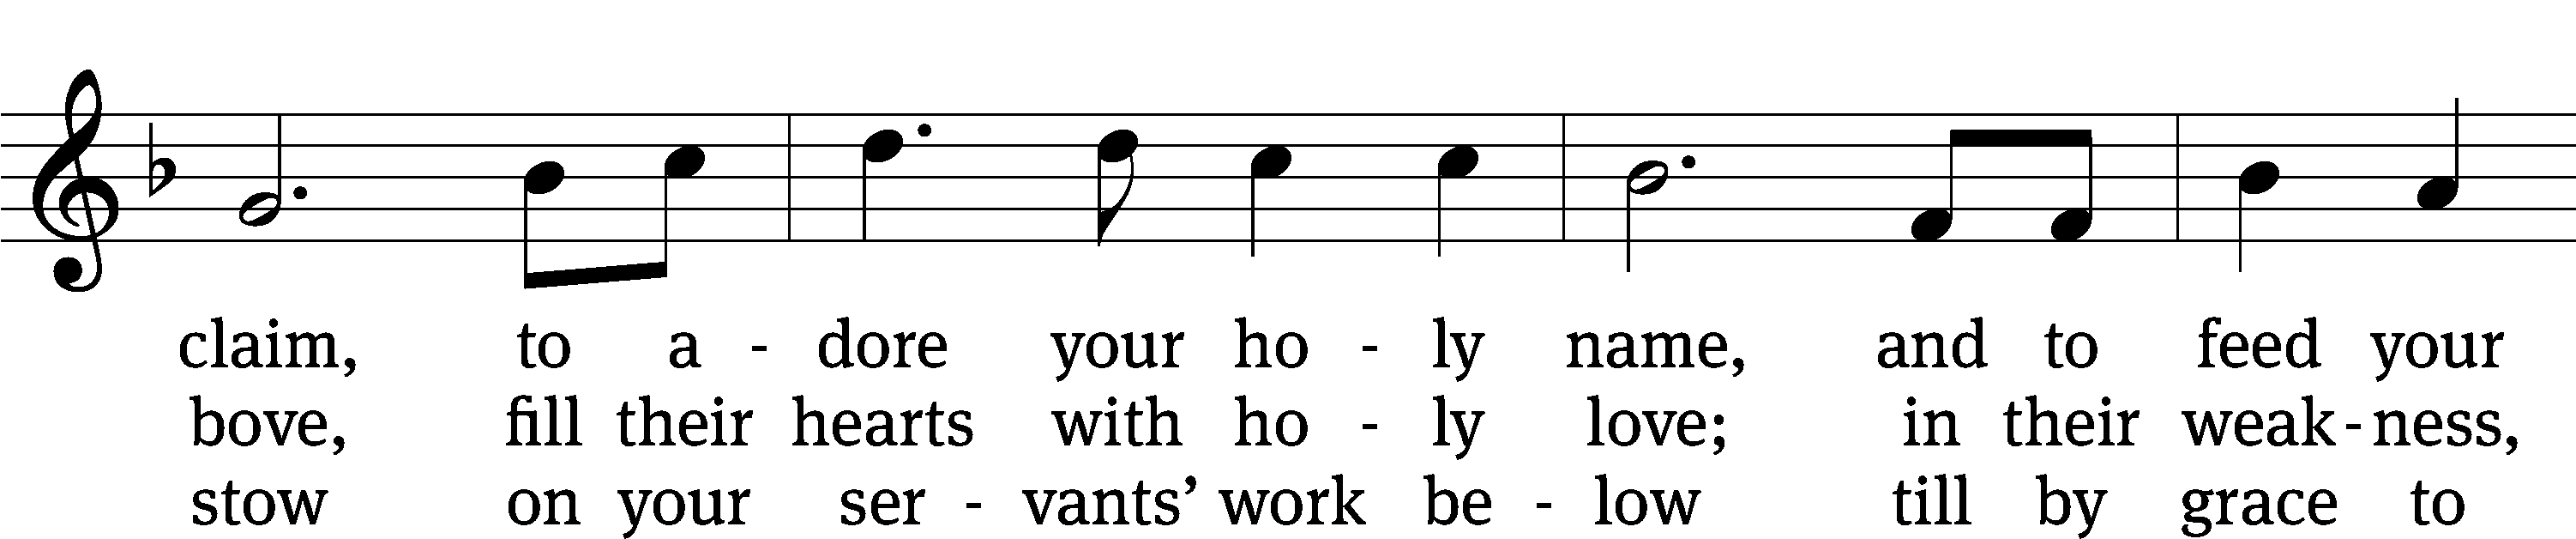 claim, to a - dore your ho - ly name, and to feed your
bove, fill their hearts with ho - ly love; in their weak - ness,
stow on your ser - vants’ work be - low till by grace to